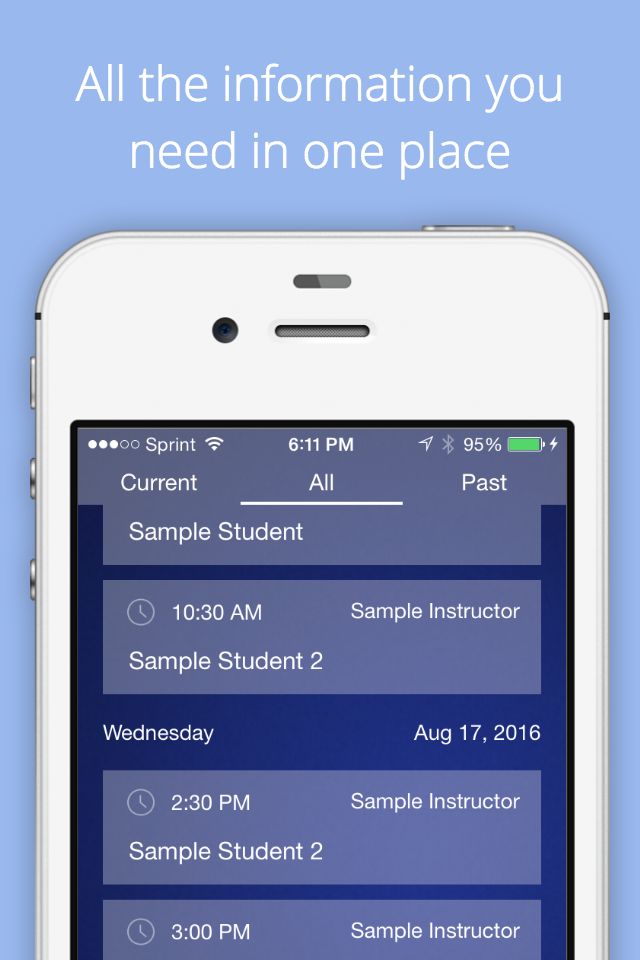 All the information you
need in one place
Sprint 6:11 PM 95%
Current All Past
Sample Student
10:30 AM Sample Instructor
Sample Student 2
Wednesday Aug 17, 2016
2:30 PM Sample Instructor
Sample Student 2
3:00 PM Sample Instructor